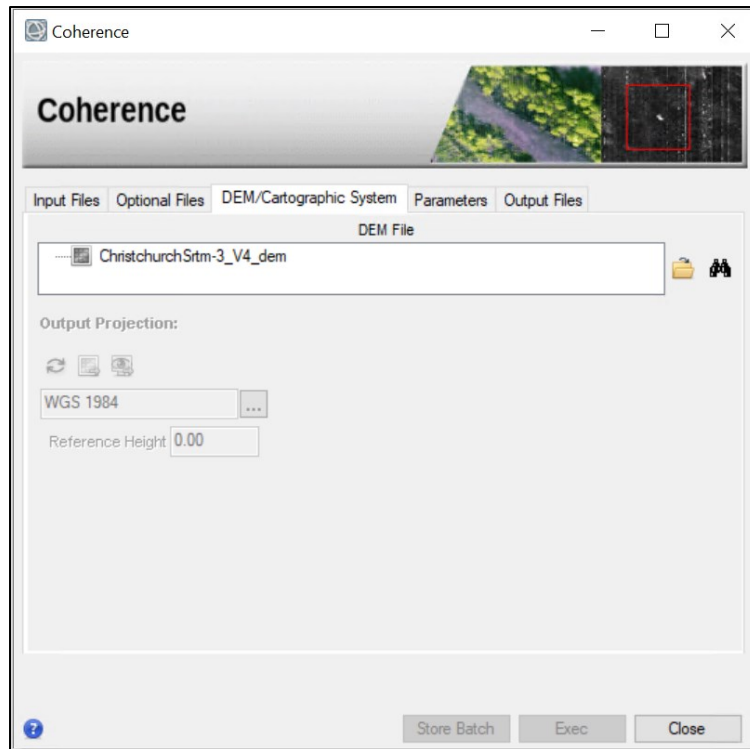 Coherence
Coherence
Input Files Optional Files DEM/Cartographic System Parameters Output Files
DEM File
ChristchurchSrtm-3_V4_dem
Output Projection:
WGS 1984 ...
Reference Height 0.00
? Store Batch Exec Close